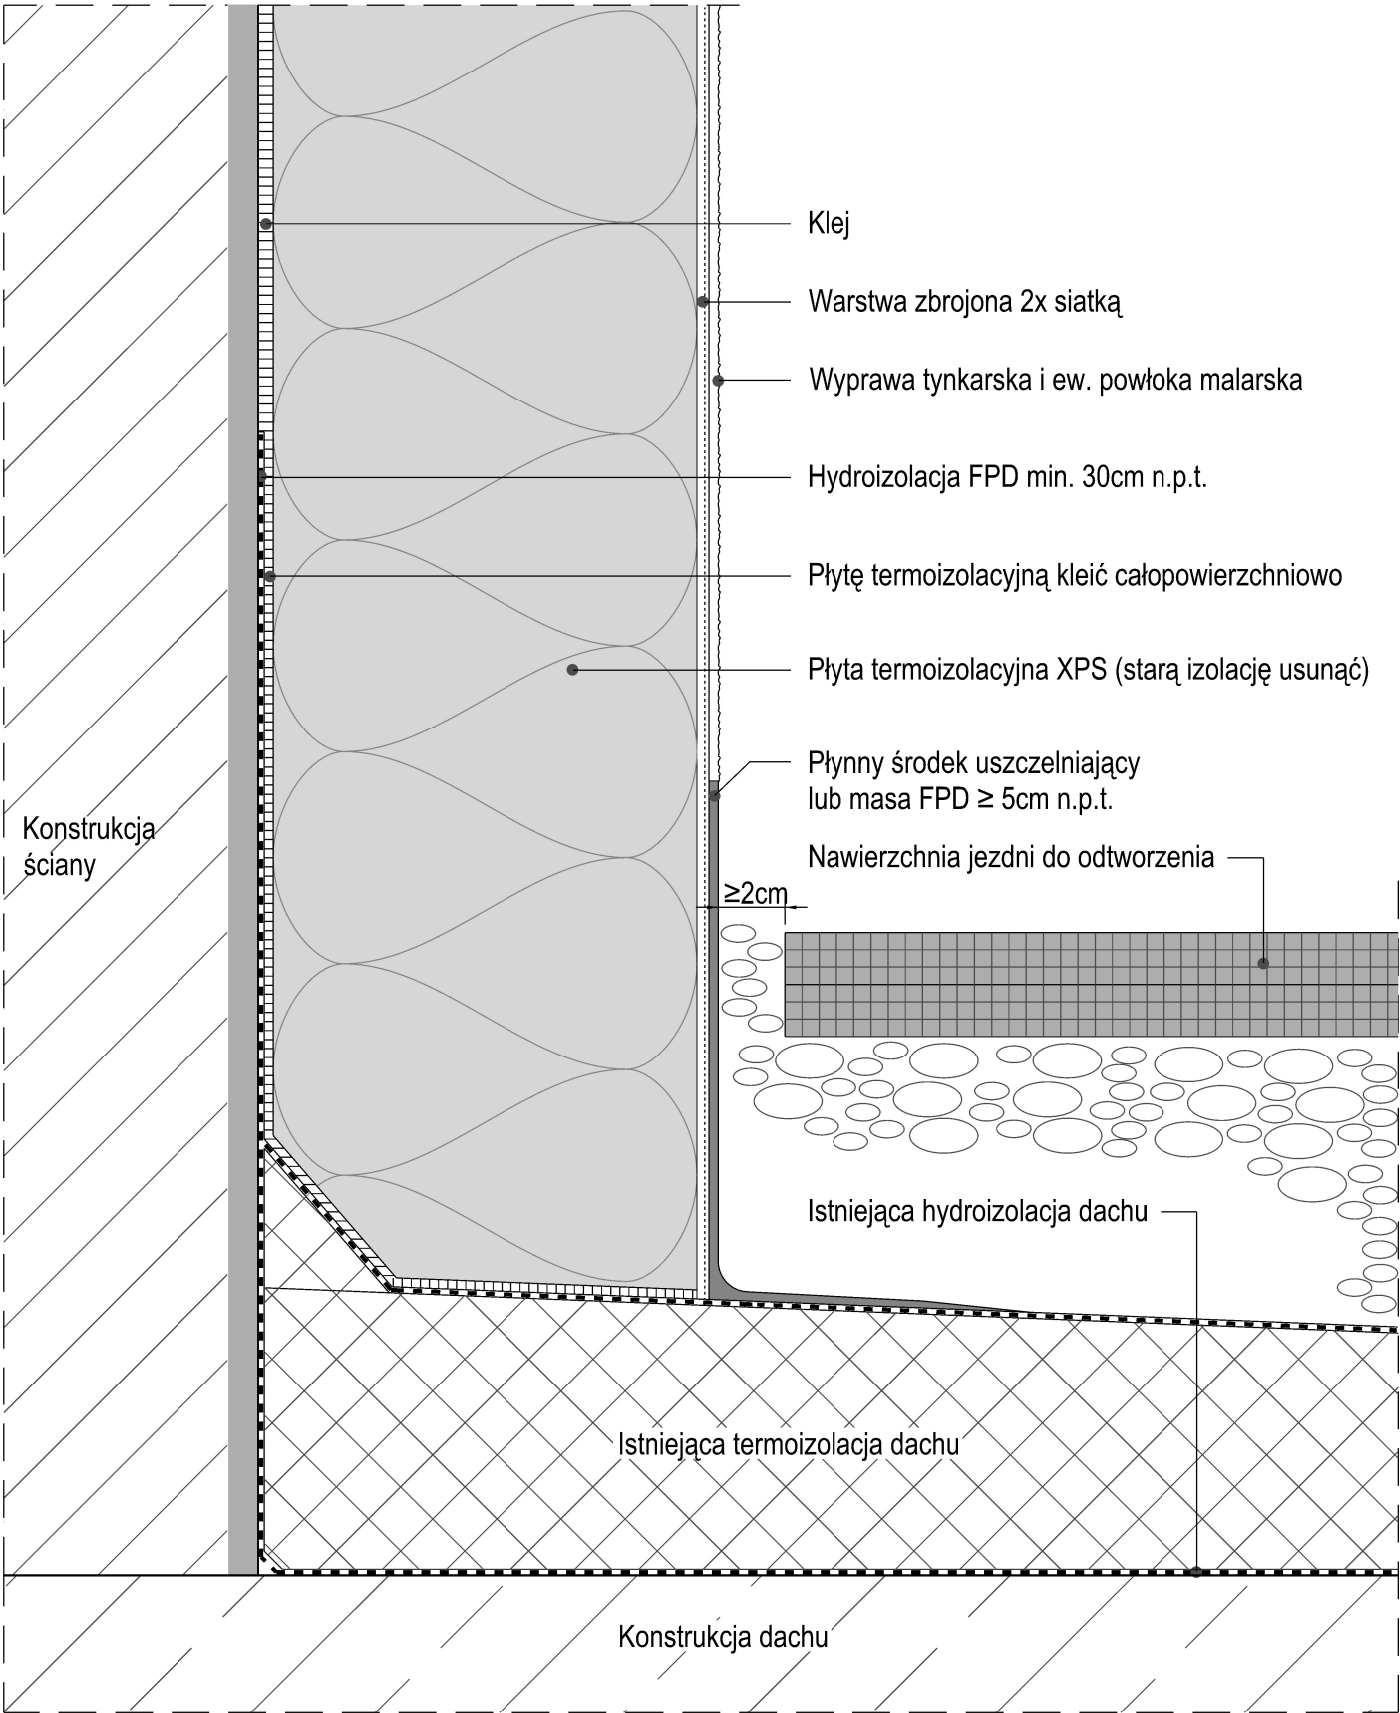 Klej
Warstwa zbrojona 2x siatką
Wyprawa tynkarska i ew. powłoka malarska
Hydroizolacja FPD min. 30cm n.p.t.
Płytę termoizolacyjną kleić całopowierzchniowo
Płyta termoizolacyjna XPS (starą izolację usunąć)
Płynny środek uszczelniający
lub masa FPD ≥ 5cm n.p.t.
Konstrukcja
ściany
Nawierzchnia jezdni do odtworzenia
≥2cm
Istniejąca hydroizolacja dachu
Istniejąca termoizolacja dachu
Konstrukcja dachu